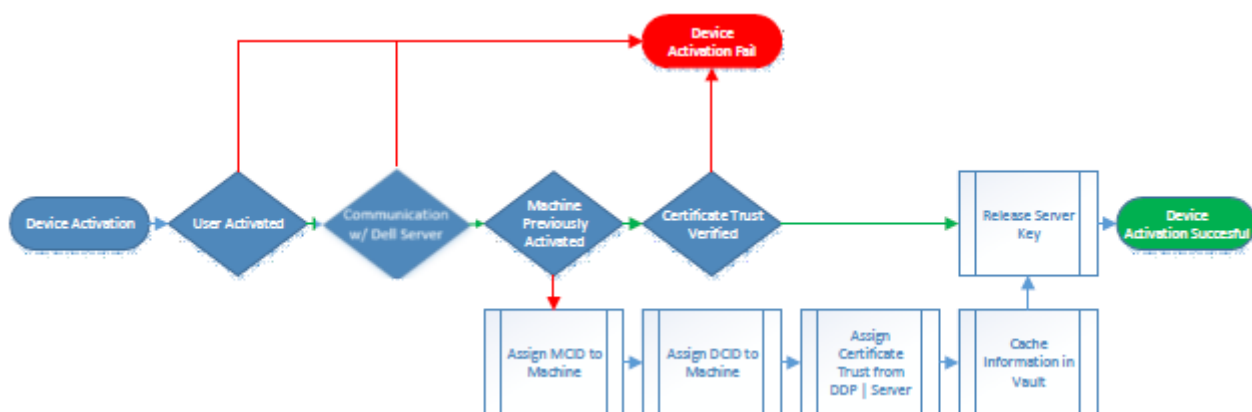 Device
Activation Fail
Device Activation
User Activated
Communication
w/ Dell Server
Machine
Previously
Activated
Certificate Trust
Verified
Release Server
Key
Device
Activation Succesful
Assign MCID to
Machine
Assign DCID to
Machine
Assign
Certificate
Trust from
DDP | Server
Cache
Information in
Vault